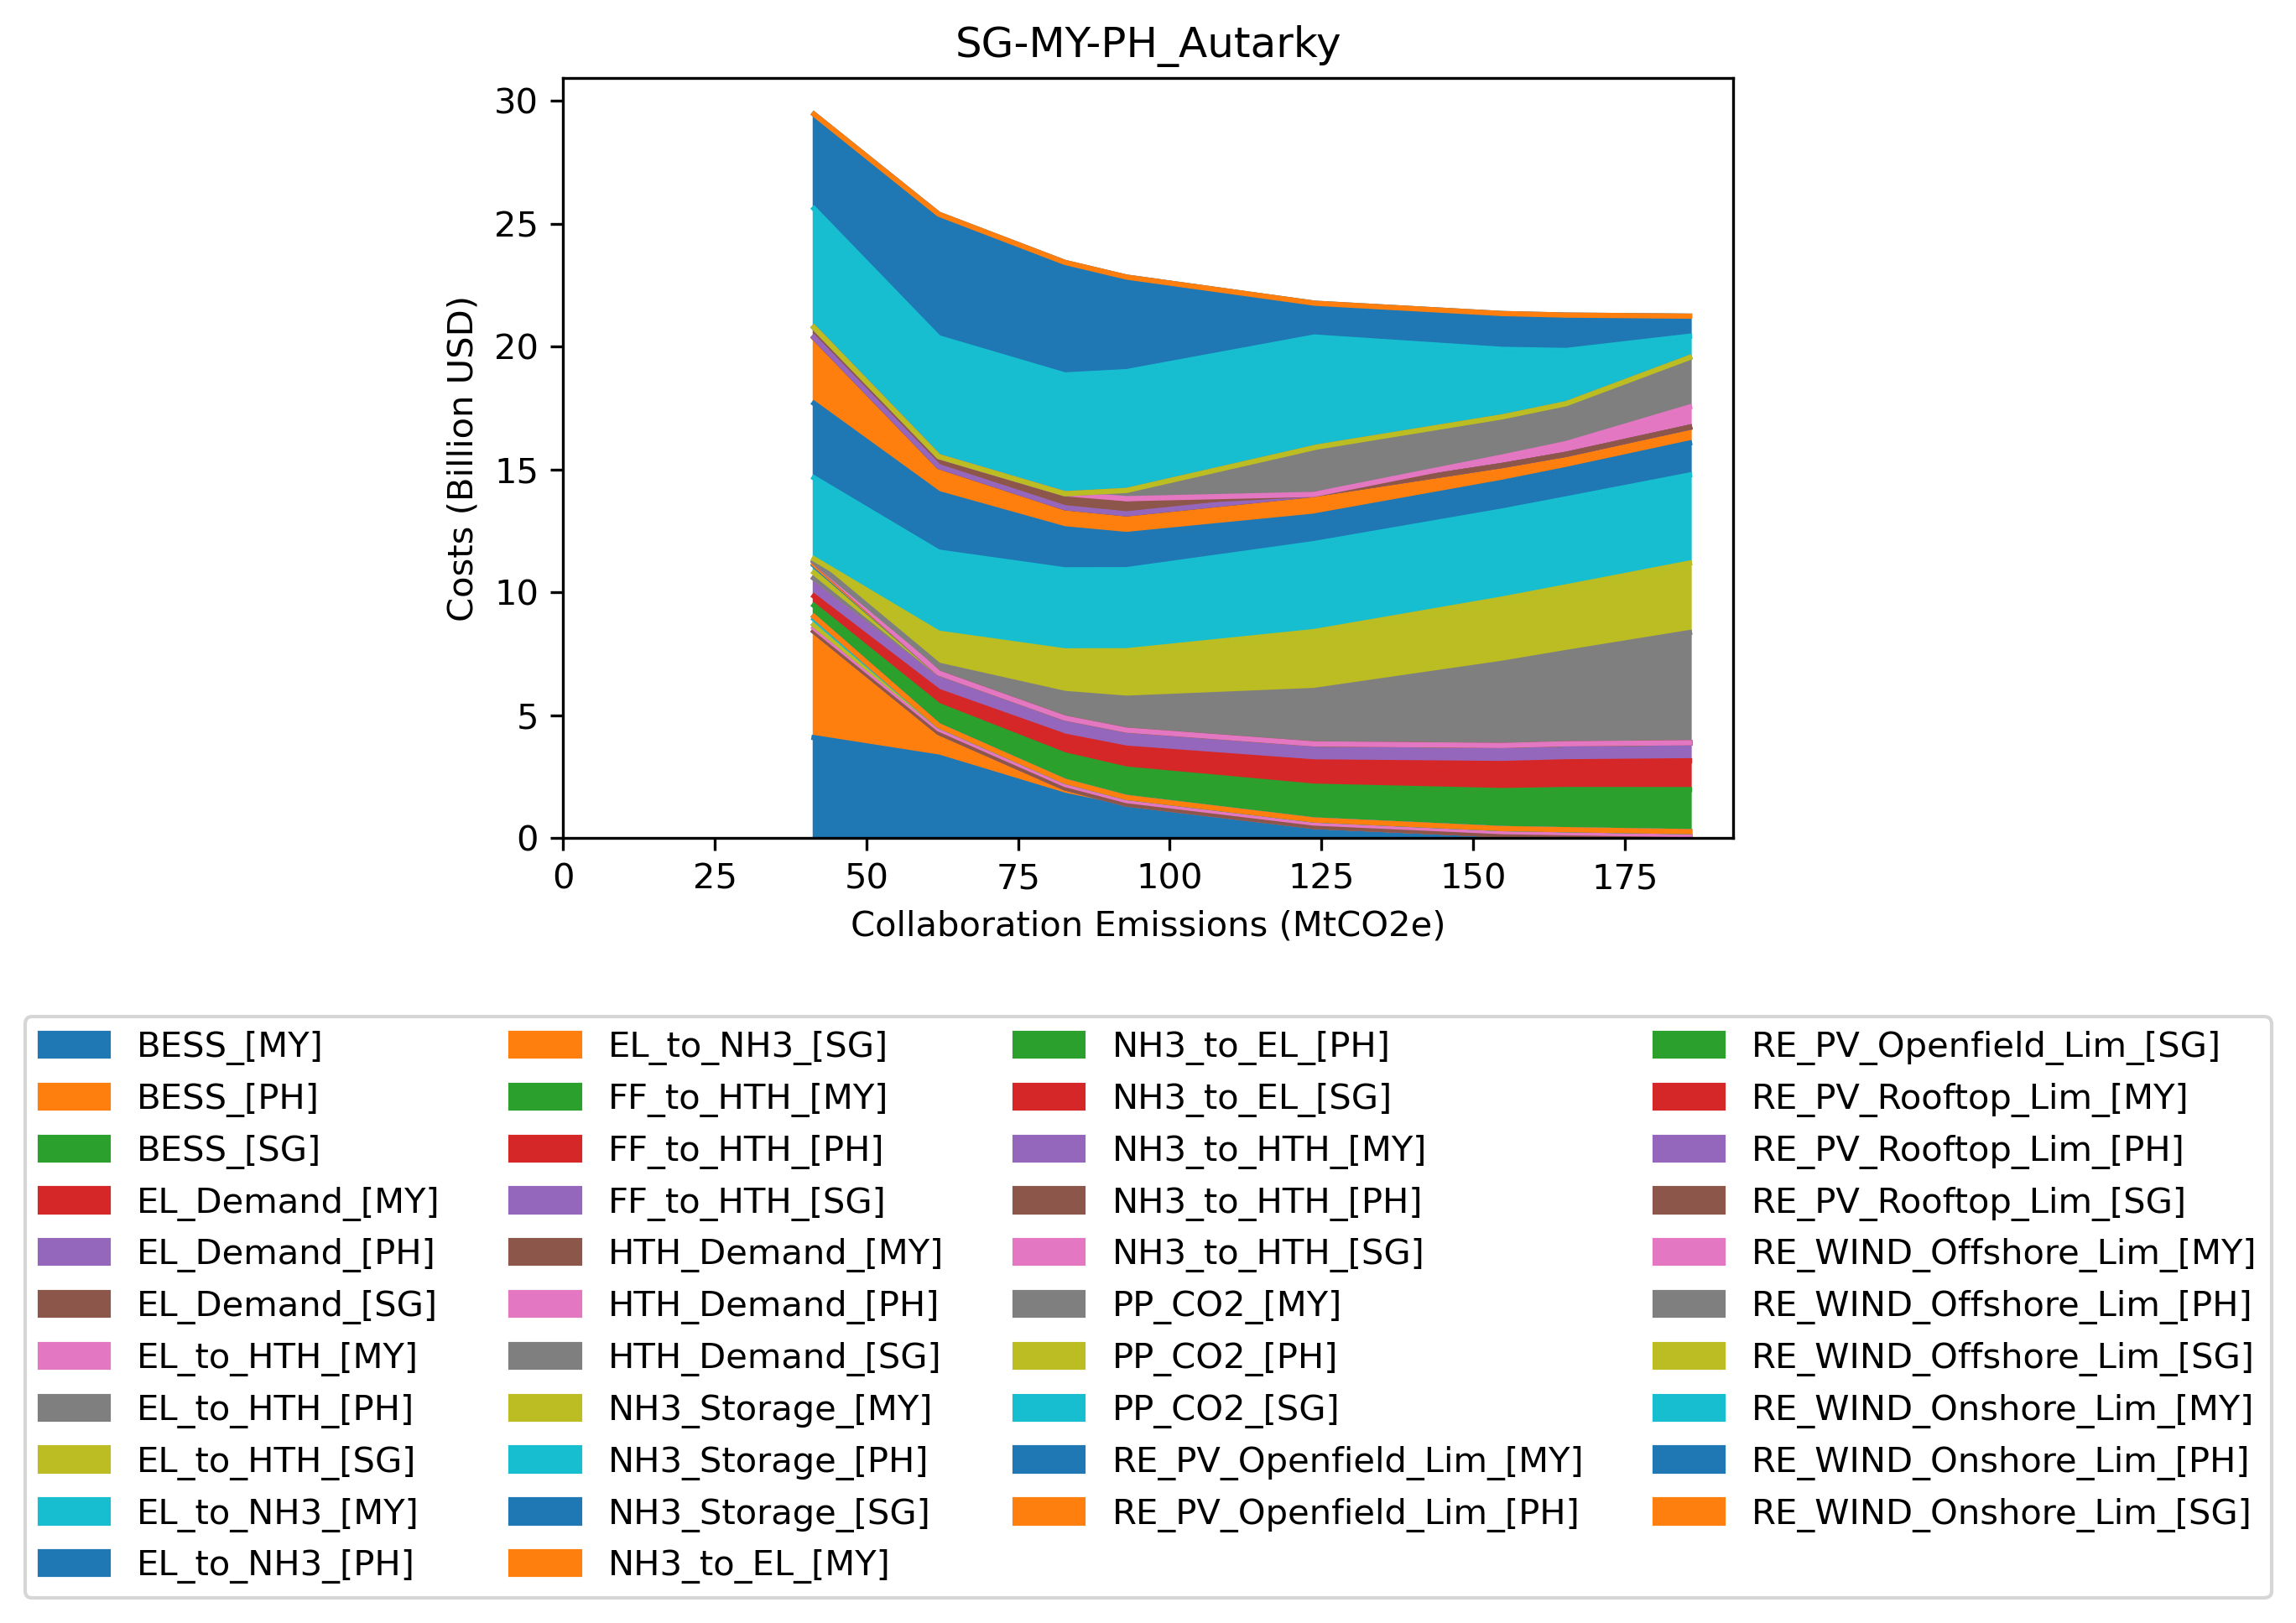 SG-MY-PH_Autarky
Costs (Billion USD)
30
25
20
15
10
5
0
0 25 50 75 100 125 150 175
Collaboration Emissions (MtCO2e)
BESS_[MY]
BESS_[PH]
BESS_[SG]
EL_Demand_[MY]
EL_Demand_[PH]
EL_Demand_[SG]
EL_to_HTH_[MY]
EL_to_HTH_[PH]
EL_to_HTH_[SG]
EL_to_NH3_[MY]
EL_to_NH3_[PH]
EL_to_NH3_[SG]
FF_to_HTH_[MY]
FF_to_HTH_[PH]
FF_to_HTH_[SG]
HTH_Demand_[MY]
HTH_Demand_[PH]
HTH_Demand_[SG]
NH3_Storage_[MY]
NH3_Storage_[PH]
NH3_Storage_[SG]
NH3_to_EL_[MY]
NH3_to_EL_[PH]
NH3_to_EL_[SG]
NH3_to_HTH_[MY]
NH3_to_HTH_[PH]
NH3_to_HTH_[SG]
PP_CO2_[MY]
PP_CO2_[PH]
PP_CO2_[SG]
RE_PV_Openfield_Lim_[MY]
RE_PV_Openfield_Lim_[PH]
RE_PV_Openfield_Lim_[SG]
RE_PV_Rooftop_Lim_[MY]
RE_PV_Rooftop_Lim_[PH]
RE_PV_Rooftop_Lim_[SG]
RE_WIND_Offshore_Lim_[MY]
RE_WIND_Offshore_Lim_[PH]
RE_WIND_Offshore_Lim_[SG]
RE_WIND_Onshore_Lim_[MY]
RE_WIND_Onshore_Lim_[PH]
RE_WIND_Onshore_Lim_[SG]